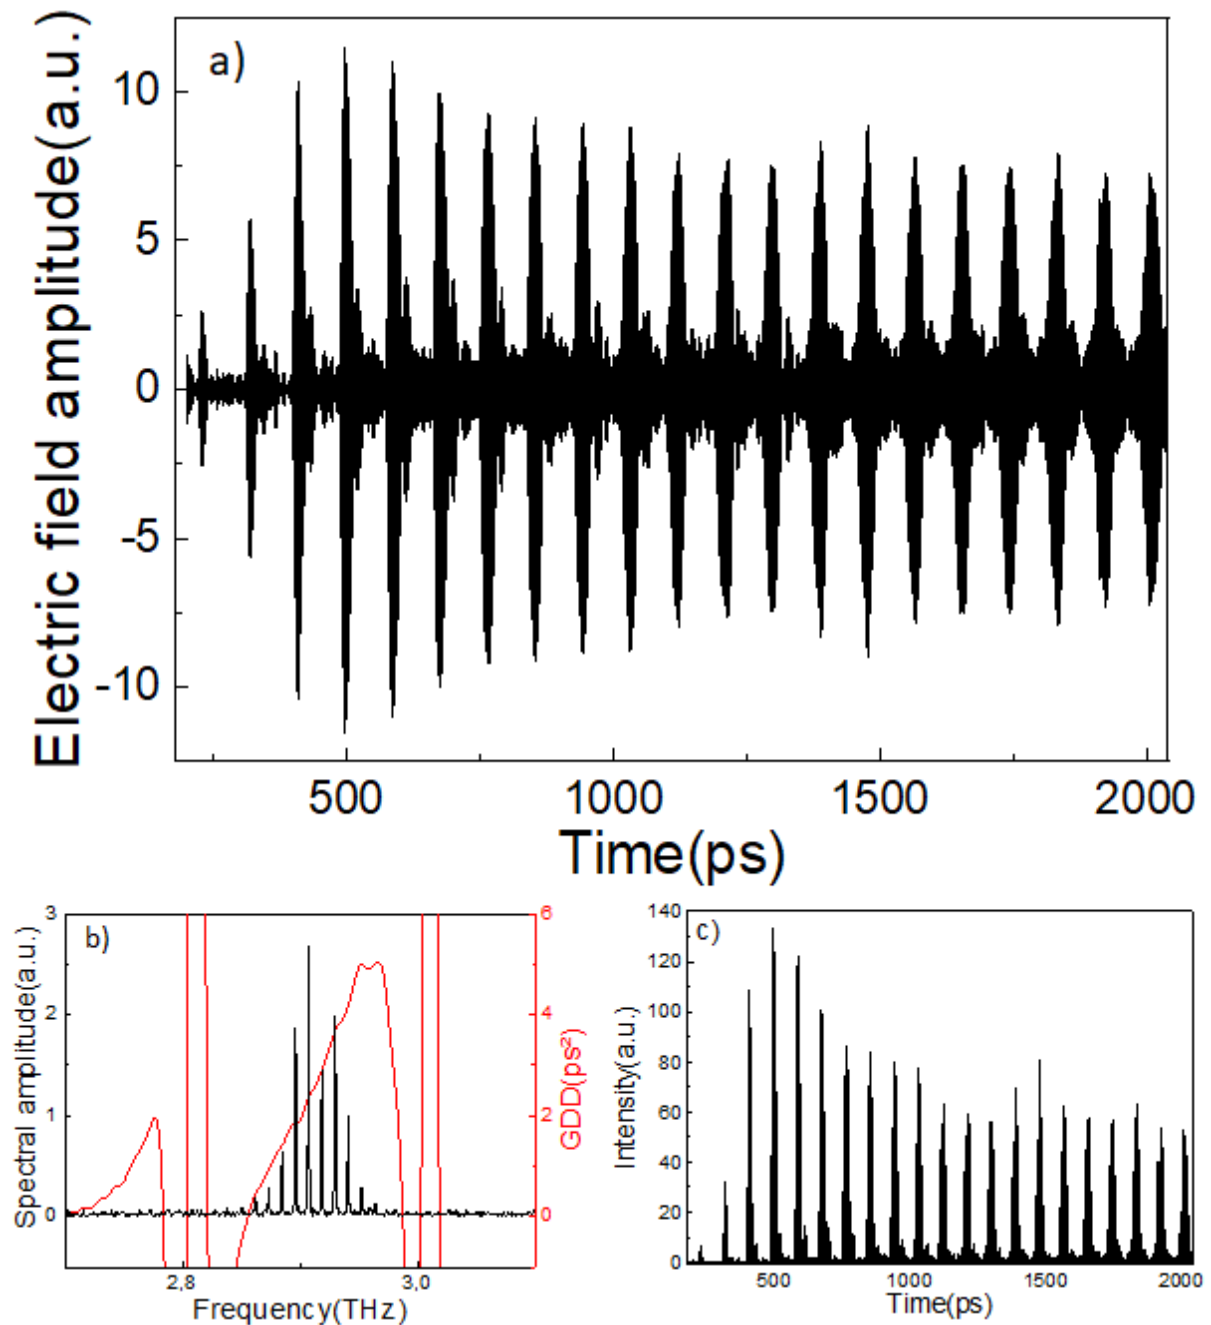 a)
Electric field amplitude(a.u.)
10
5
0
-5
-10
500 1000 1500 2000
Time(ps)
b)
Spectral amplitude(a.u.)
3
2
1
0
6
4
2
0
GDD(ps²)
2,8 3,0
Frequency(THz)
c)
Intensity(a.u.)
140
120
100
80
60
40
20
0
500 1000 1500 2000
Time(ps)